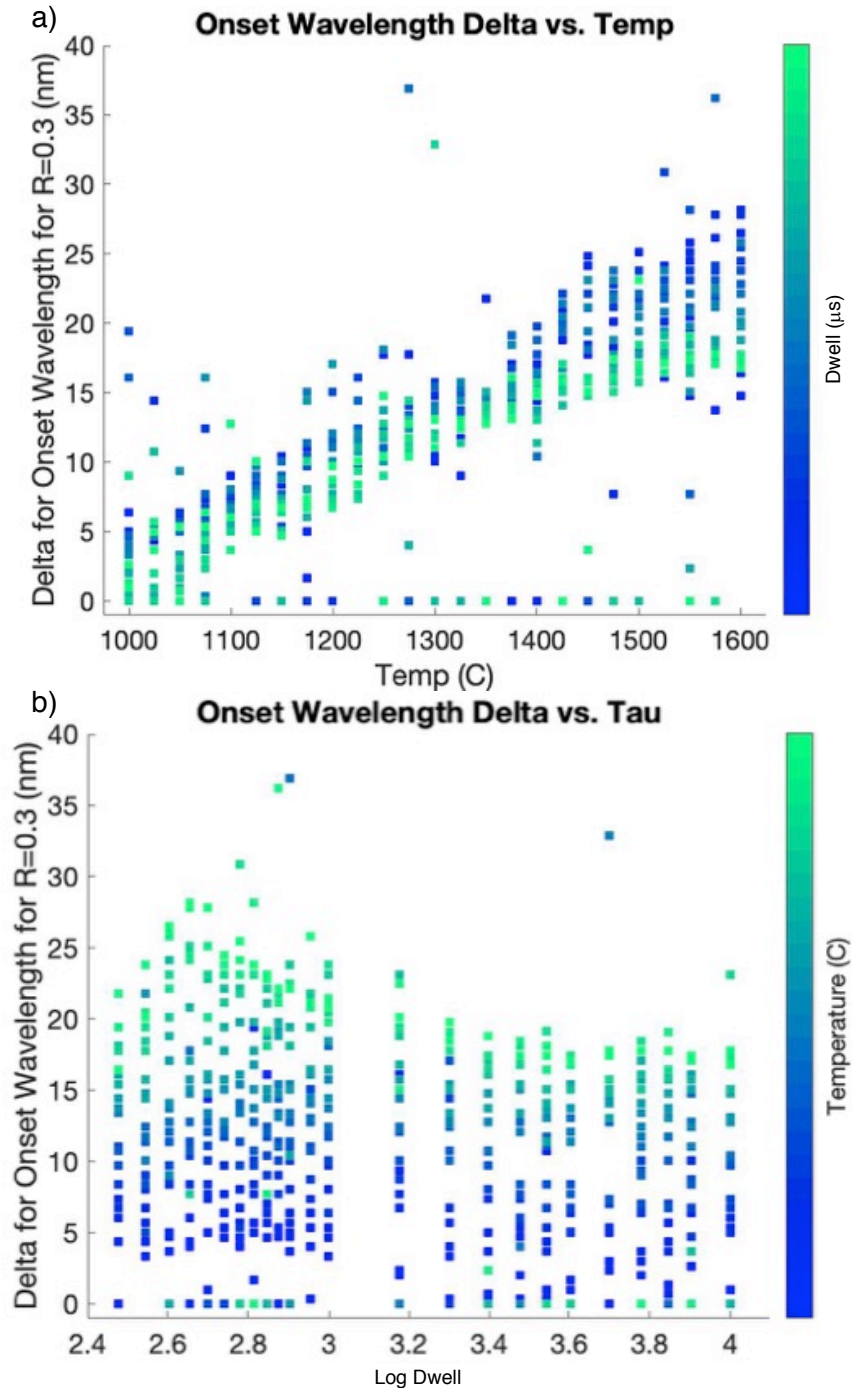 a)
Onset Wavelength Delta vs. Temp
Delta for Onset Wavelength for R=0.3 (nm)
40
35
30
25
20
15
10
5
0
1000 1100 1200 1300 1400 1500 1600
Temp (C)
Dwell (μs)
b)
Onset Wavelength Delta vs. Tau
Delta for Onset Wavelength for R=0.3 (nm)
40
35
30
25
20
15
10
5
0
2.4 2.6 2.8 3 3.2 3.4 3.6 3.8 4
Log Dwell
Temperature (C)